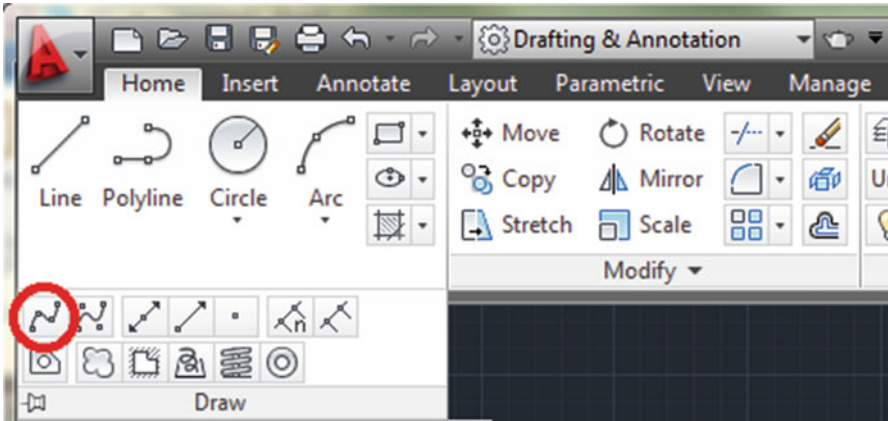 Drafting & Annotation
Home Insert Annotate Layout Parametric View Manage
Line Polyline Circle Arc
Move Rotate
Copy Mirror
Stretch Scale
Modify
n
Draw